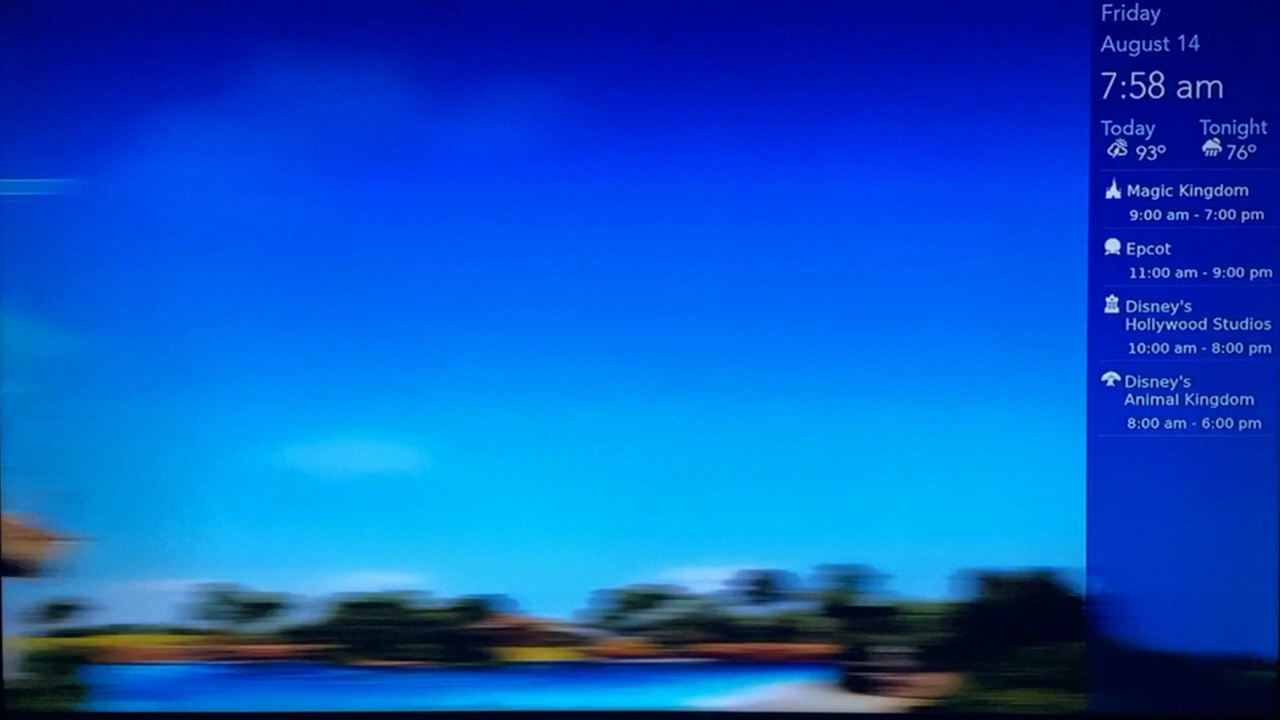 Friday
August 14
7:58 am
Today Tonight
93° 76°
Magic Kingdom
9:00 am - 7:00 pm
Epcot
11:00 am - 9:00 pm
Disney's
Hollywood Studios
10:00 am - 8:00 pm
Disney's
Animal Kingdom
8:00 am - 6:00 pm